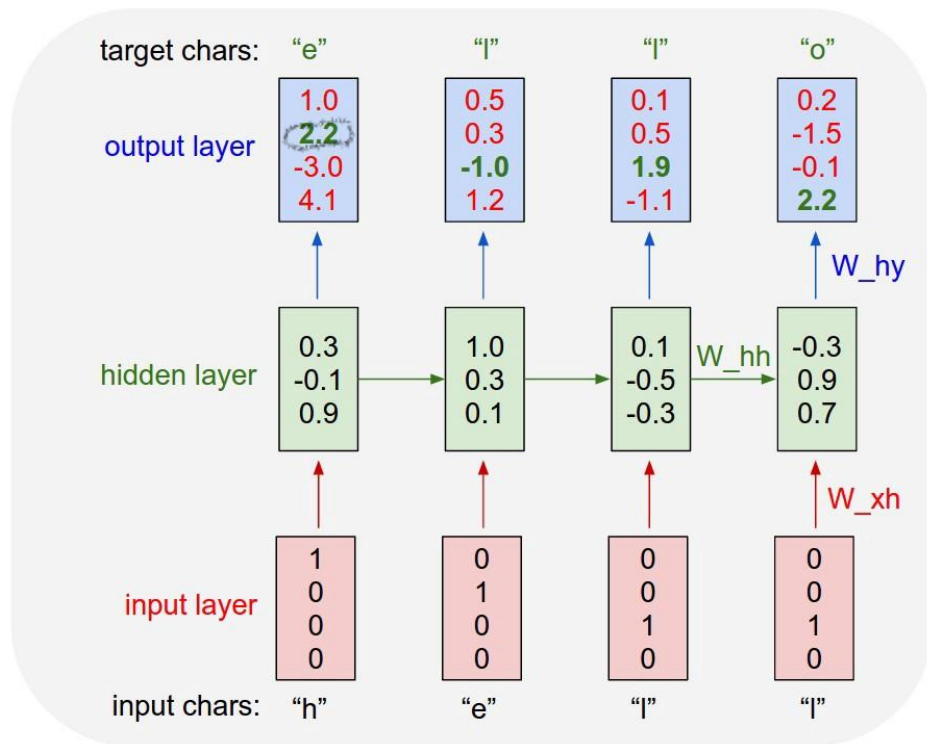 target chars: “e” “l” “l” “o”
1.0 0.5 0.1 0.2
2.2 0.3 0.5 -1.5
output layer
-3.0 -1.0 1.9 -0.1
4.1 1.2 -1.1 2.2
W_hy
0.3 1.0 0.1 -0.3
W_hh
hidden layer -0.1 0.3 -0.5 0.9
0.9 0.1 -0.3 0.7
W_xh
1 0 0 0
0 1 0 0
input layer
0 0 1 1
0 0 0 0
input chars: “h” “e” “l” “l”